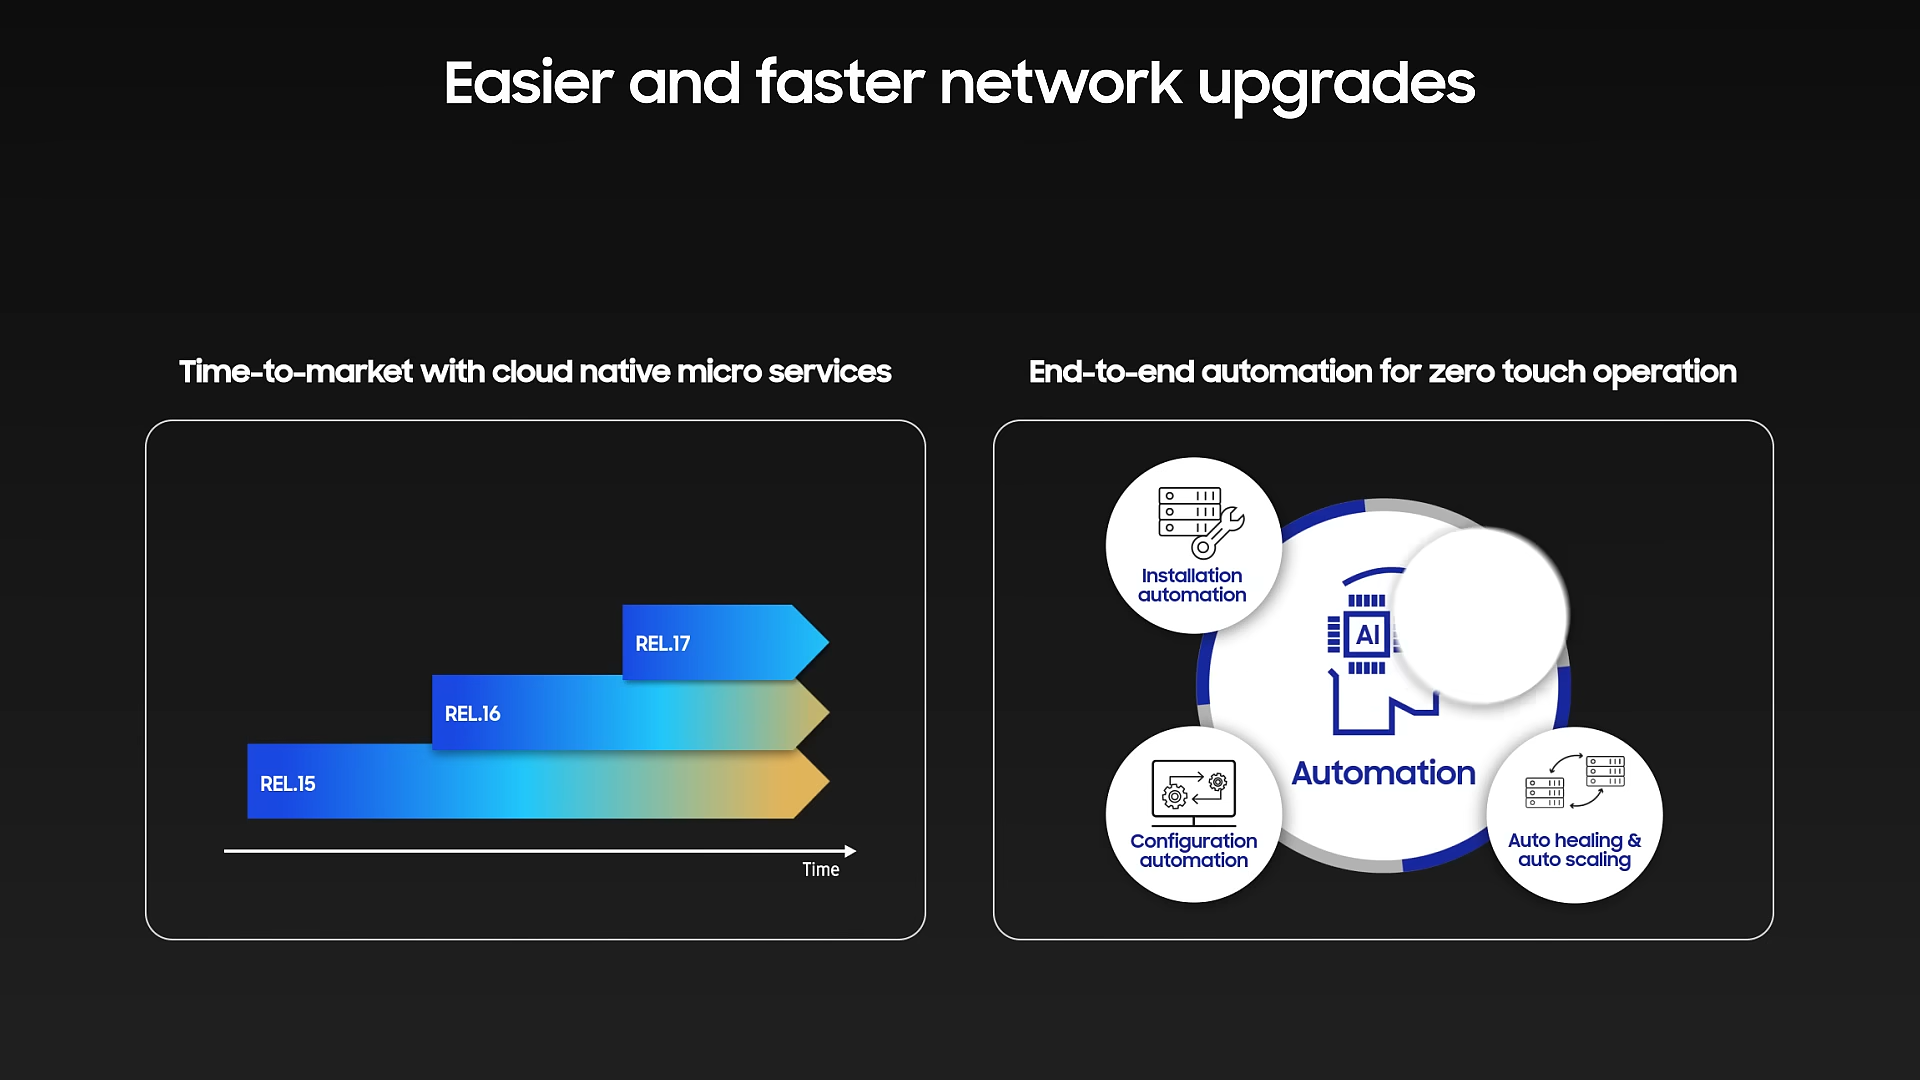 Easier and faster network upgrades
Time-to-market with cloud native micro services
REL.17
REL.16
REL.15
Time
End-to-end automation for zero touch operation
Installation
automation
AI
Automation
Configuration
automation
Auto healing &
auto scaling